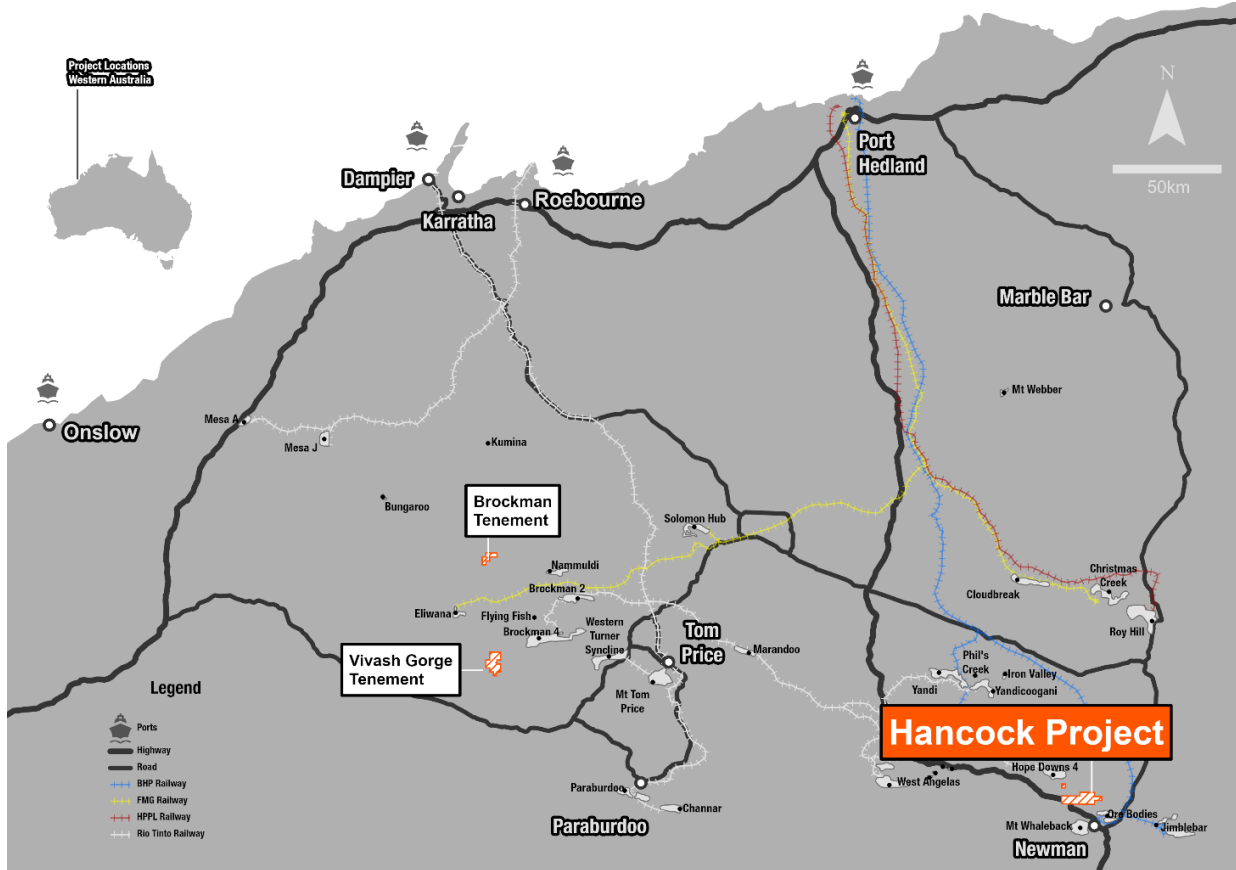 Project Locations
Western Australia
N
50km
Port
Hedland
Dampier
Karratha
Roebourne
Marble Bar
Mt Webber
Onslow
Mesa A
Mesa J
Kumina
Bungaroo
Brockman
Tenement
Solomon Hub
Nammuldi
Brockman 2
Eliwana
Flying Fish
Brockman 4
Western
Turner
Syncline
Tom
Price
Marandoo
Cloudbreak
Christmas
Creek
Roy Hill
Vivash Gorge
Tenement
Mt Tom
Price
Phil's
Creek
Iron Valley
Yandi
Yandicoogani
Hancock Project
Hope Downs 4
West Angelas
Paraburdoo
Channar
Paraburdoo
Ore Bodies
Mt Whaleback
Jimblebar
Newman
Legend
Ports
Highway
Road
BHP Railway
FMG Railway
HPPL Railway
Rio Tinto Railway